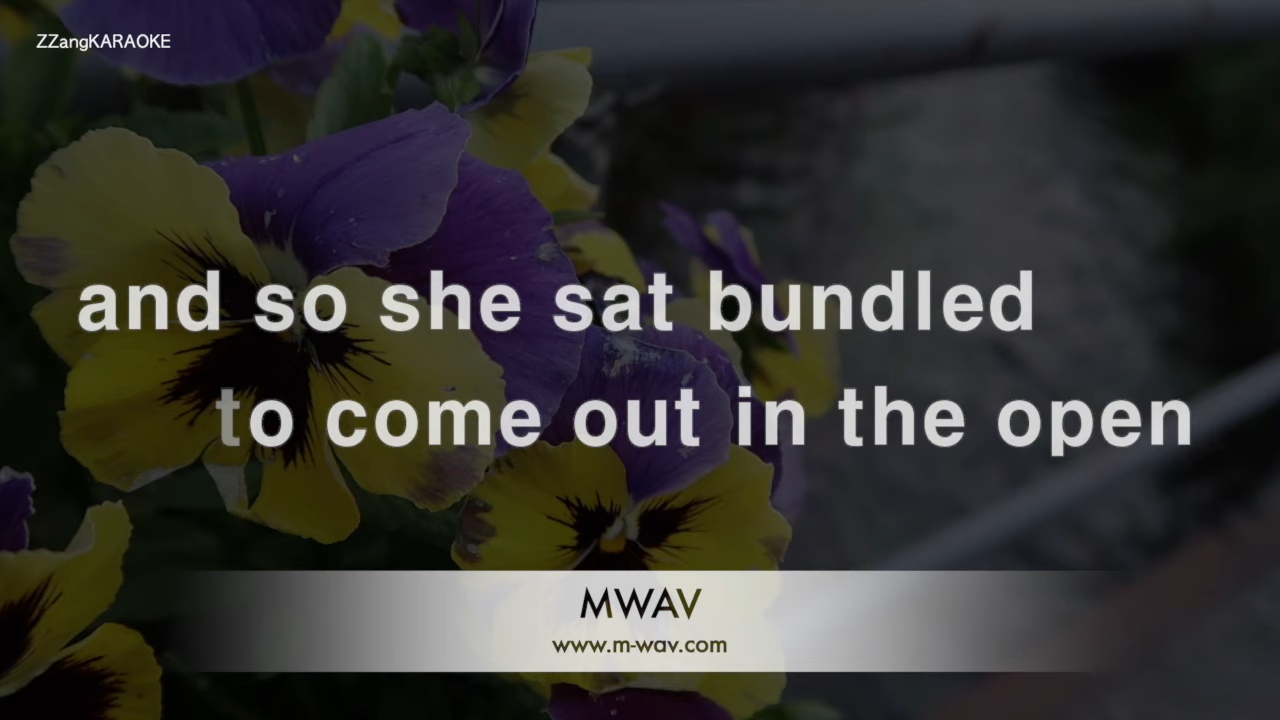 ZZangKARAOKE
and so she sat bundled
to come out in the open
MWAV
www.m-wav.com